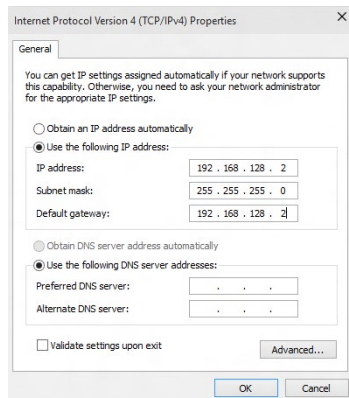 Internet Protocol Version 4 (TCP/IPv4) Properties
General
You can get IP settings assigned automatically if your network supports
this capability. Otherwise, you need to ask your network administrator
for the appropriate IP settings.
Obtain an IP address automatically
Use the following IP address:
IP address: 192 . 168 . 128 . 2
Subnet mask: 255 . 255 . 255 . 0
Default gateway: 192 . 168 . 128 . 2
Obtain DNS server address automatically
Use the following DNS server addresses:
Preferred DNS server: . . .
Alternate DNS server: . . .
Validate settings upon exit
Advanced...
OK Cancel